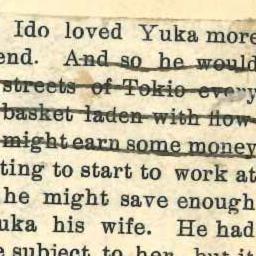 Ido loved Yuka more
end. And so he would
streets of Tokio every
basket laden with flow-
might earn some money
ting to start to work at
he might save enough
uka his wife. He had
e subject to her, but it